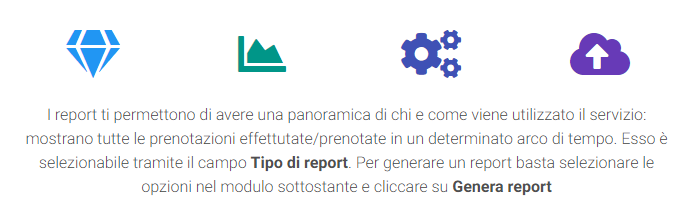 I report ti permettono di avere una panoramica di chi e come viene utilizzato il servizio:
mostrano tutte le prenotazioni effettutate/prenotate in un determinato arco di tempo. Esso è
selezionabile tramite il campo Tipo di report. Per generare un report basta selezionare le
opzioni nel modulo sottostante e cliccare su Genera report